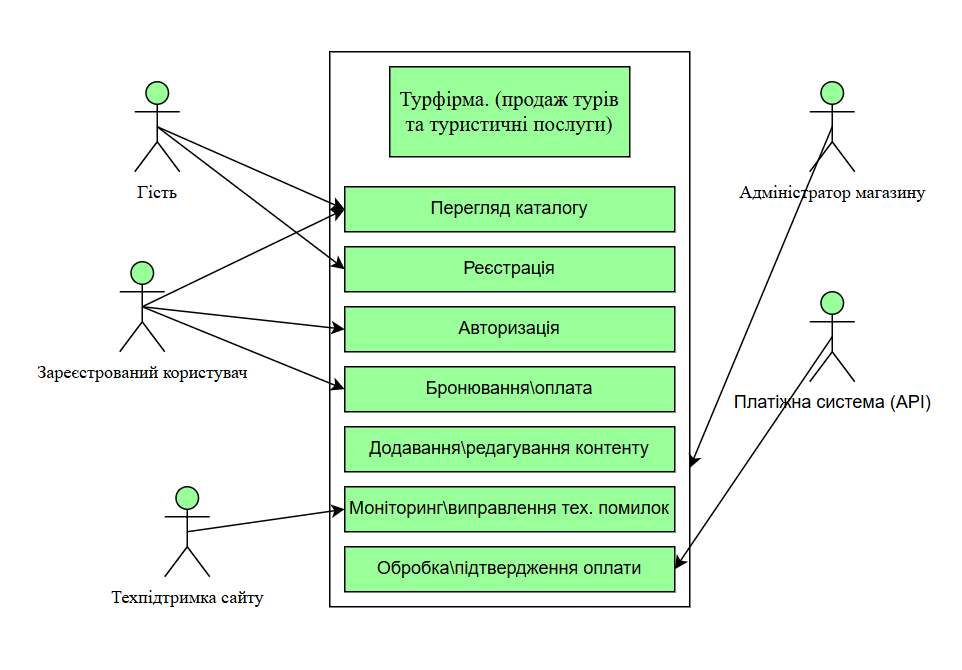 Турфірма. (продаж турів
та туристичні послуги)
Гість
Адміністратор магазину
Перегляд каталогу
Реєстрація
Авторизація
Зареєстрований користувач
Бронювання\оплата
Платіжна система (API)
Додавання\редагування контенту
Моніторинг\виправлення тех. помилок
Обробка\підтвердження оплати
Техпідтримка сайту